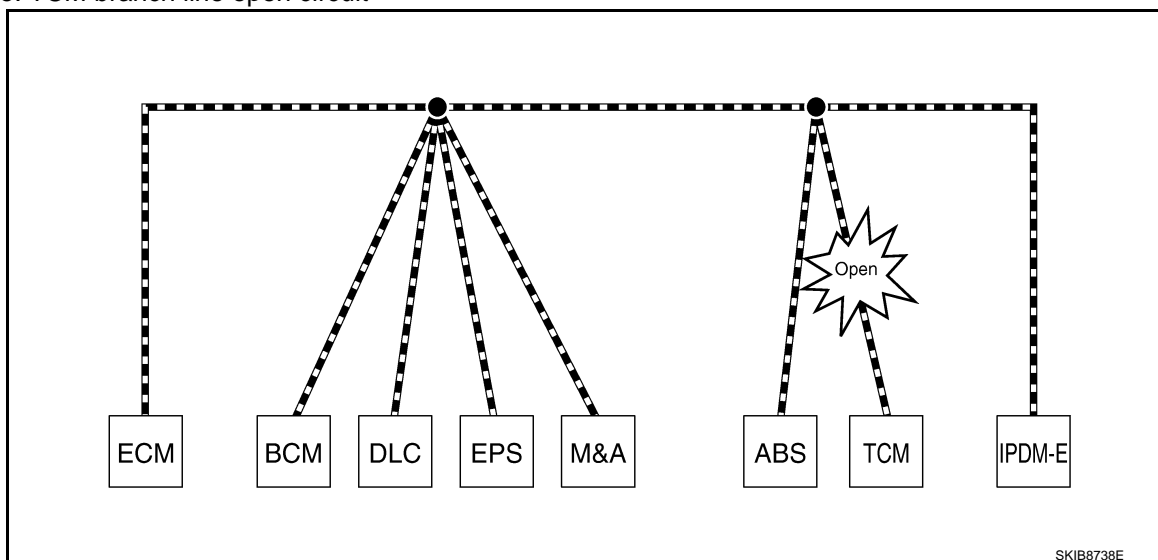 TCM branch line open circuit
Open
ECM
BCM
DLC
EPS
M&A
ABS
TCM
IPDM-E
SKIB8738E